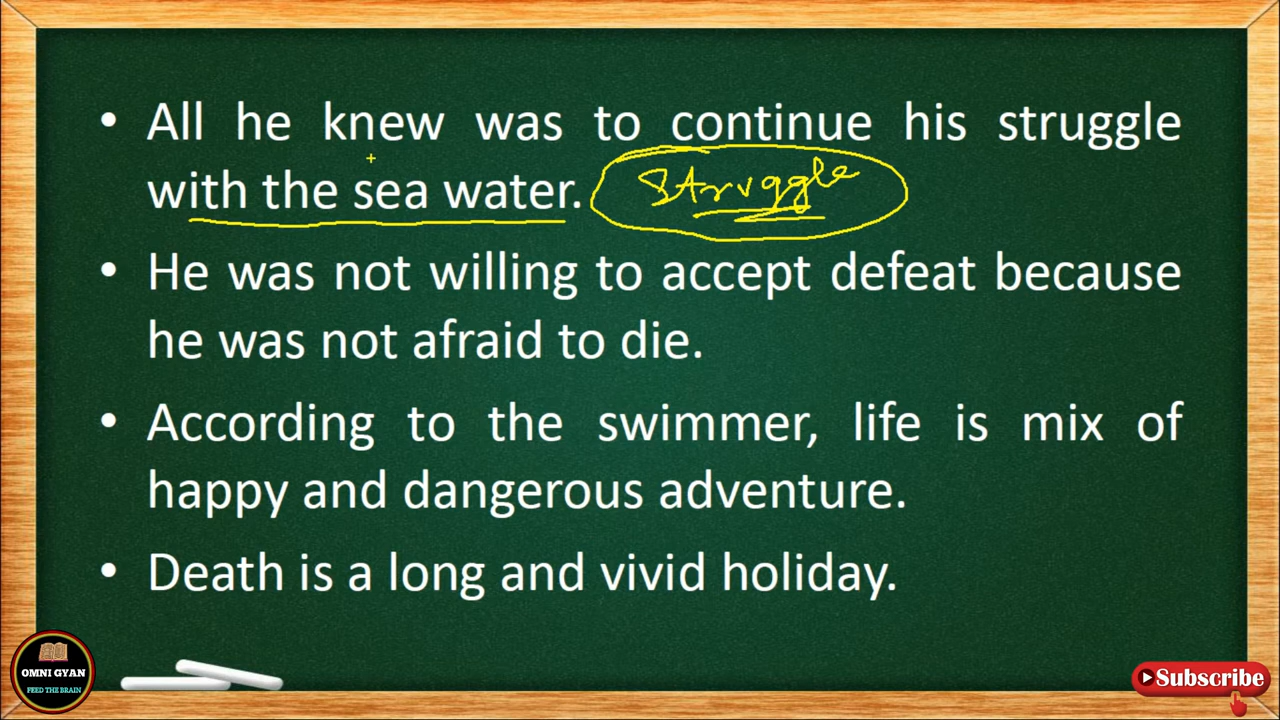 • All he knew was to continue his struggle
with the sea water. Struggle
• He was not willing to accept defeat because
he was not afraid to die.
• According to the swimmer, life is mix of
happy and dangerous adventure.
• Death is a long and vivid holiday.
OMNI GYAN
FEED THE BRAIN
Subscribe